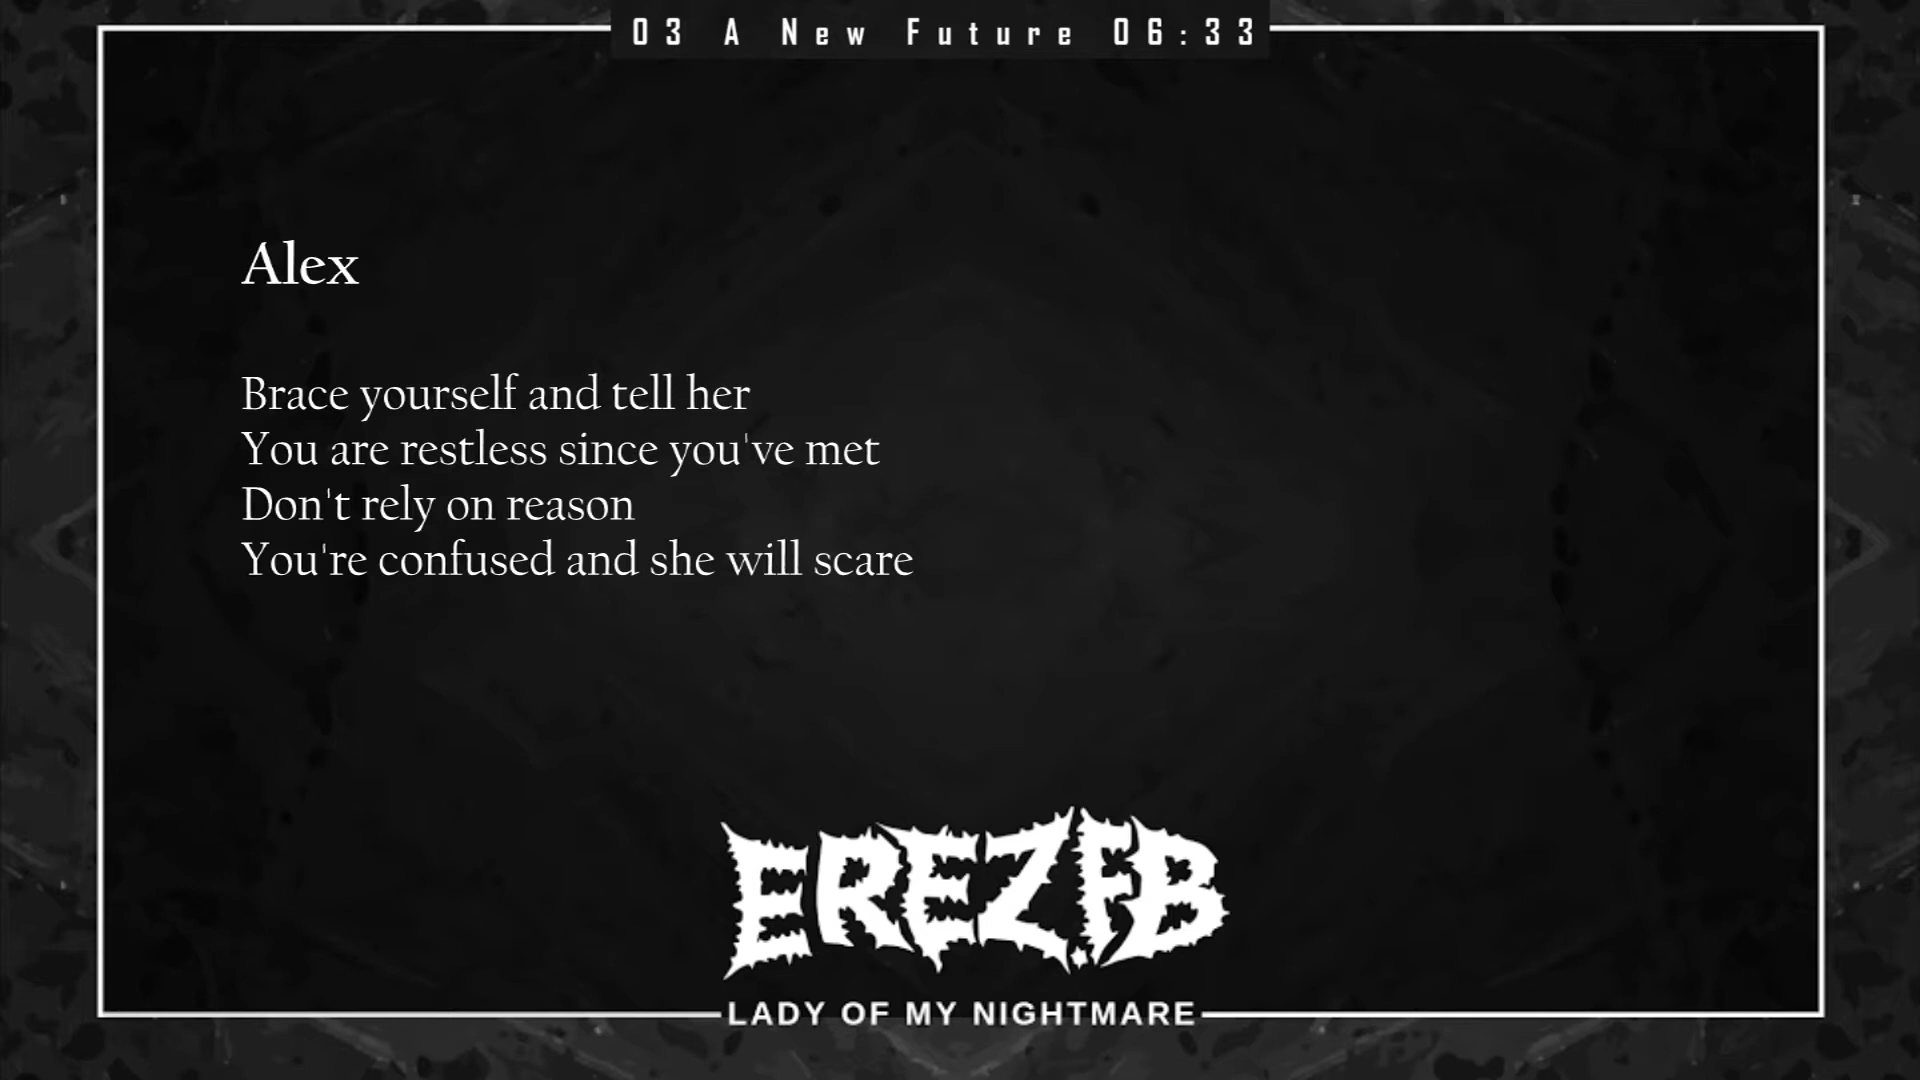 03 A New Future 06:33
Alex
Brace yourself and tell her
You are restless since you've met
Don't rely on reason
You're confused and she will scare
EREZ.FB
LADY OF MY NIGHTMARE